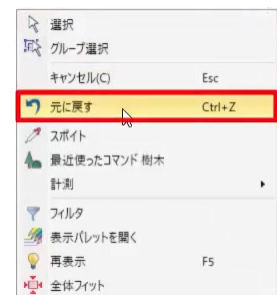 選択
グループ選択
キャンセル(C) Esc
元に戻す Ctrl+Z
スポイト
最近使ったコマンド 樹木
計測
フィルタ
表示パレットを開く
再表示 F5
全体フィット